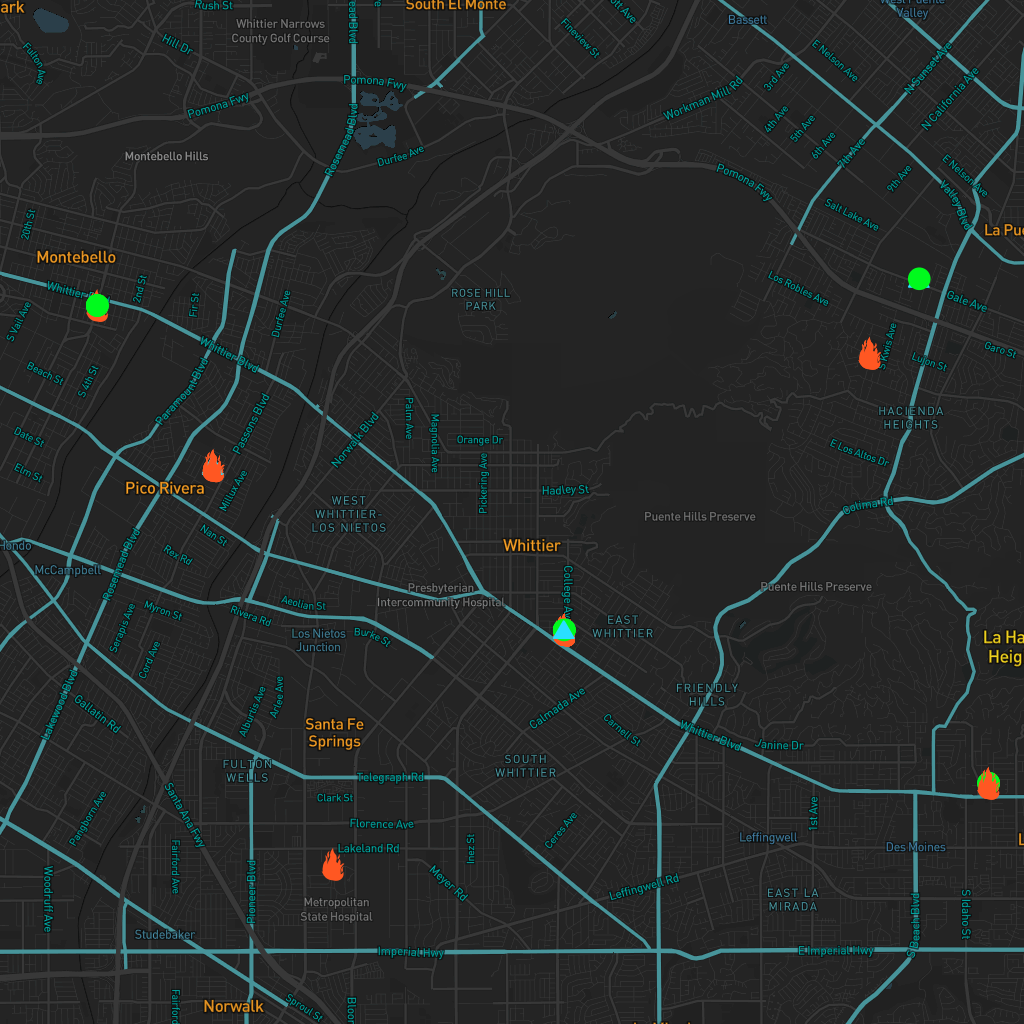 ark
Rush St
South El Monte
West Puente
Valley
Whittier Narrows
County Golf Course
Bassett
Fineview St
Hill Dr
Fulton Ave
E Nelson Ave
N Sunset Ave
3rd Ave
Pomona Fwy
Pomona Fwy
Workman Mill Rd
N California Ave
4th Ave
5th Ave
6th Ave
7th Ave
Rosemead Blvd
Montebello Hills
Durfee Ave
Pomona Fwy
9th Ave
E Nelson Ave
Valley Blvd
Salt Lake Ave
La Pue
20th St
Montebello
Whittier B
2nd St
Fir St
Durfee Ave
ROSE HILL
PARK
Los Robles Ave
Gale Ave
S Vail Ave
Whittier Blvd
S Kwis Ave
Garo St
Lujon St
Beach St
S 4th St
Paramount Blvd
Passons Blvd
Norwalk Blvd
Palm Ave
Magnolia Ave
Orange Dr
HACIENDA
HEIGHTS
Date St
Elm St
E Los Altos Dr
Pico Rivera
Millux Ave
Pickering Ave
Hadley St
WEST
WHITTIER-
LOS NIETOS
Puente Hills Preserve
Colima Rd
Nan St
Whittier
Hondo
McCampbell
Rex Rd
Rosemead Blvd
Presbyterian
Intercommunity Hospital
College Av
Puente Hills Preserve
Myron St
Serapis Ave
Rivera Rd
Aeolian St
Los Nietos
Junction
Burke St
EAST
WHITTIER
Cord Ave
La Ha
Heig
Lakewood Blvd
Gallatin Rd
Alburtis Ave
Arlee Ave
Santa Fe
Springs
FRIENDLY
HILLS
Calmada Ave
Carnell St
Whittier Blvd
Janine Dr
FULTON
WELLS
Telegraph Rd
SOUTH
WHITTIER
Clark St
Florence Ave
Santa Ana Fwy
Pangborn Ave
Fairford Ave
Lakeland Rd
Inez St
Ceres Ave
1st Ave
Leffingwell
Des Moines
L
Woodruff Ave
Pioneer Blvd
Meyer Rd
Leffingwell Rd
Metropolitan
State Hospital
EAST LA
MIRADA
S Beach Blvd
S Idaho St
Studebaker
Imperial Hwy
E Imperial Hwy
Norwalk
Fairford
Sproul St
Bloor